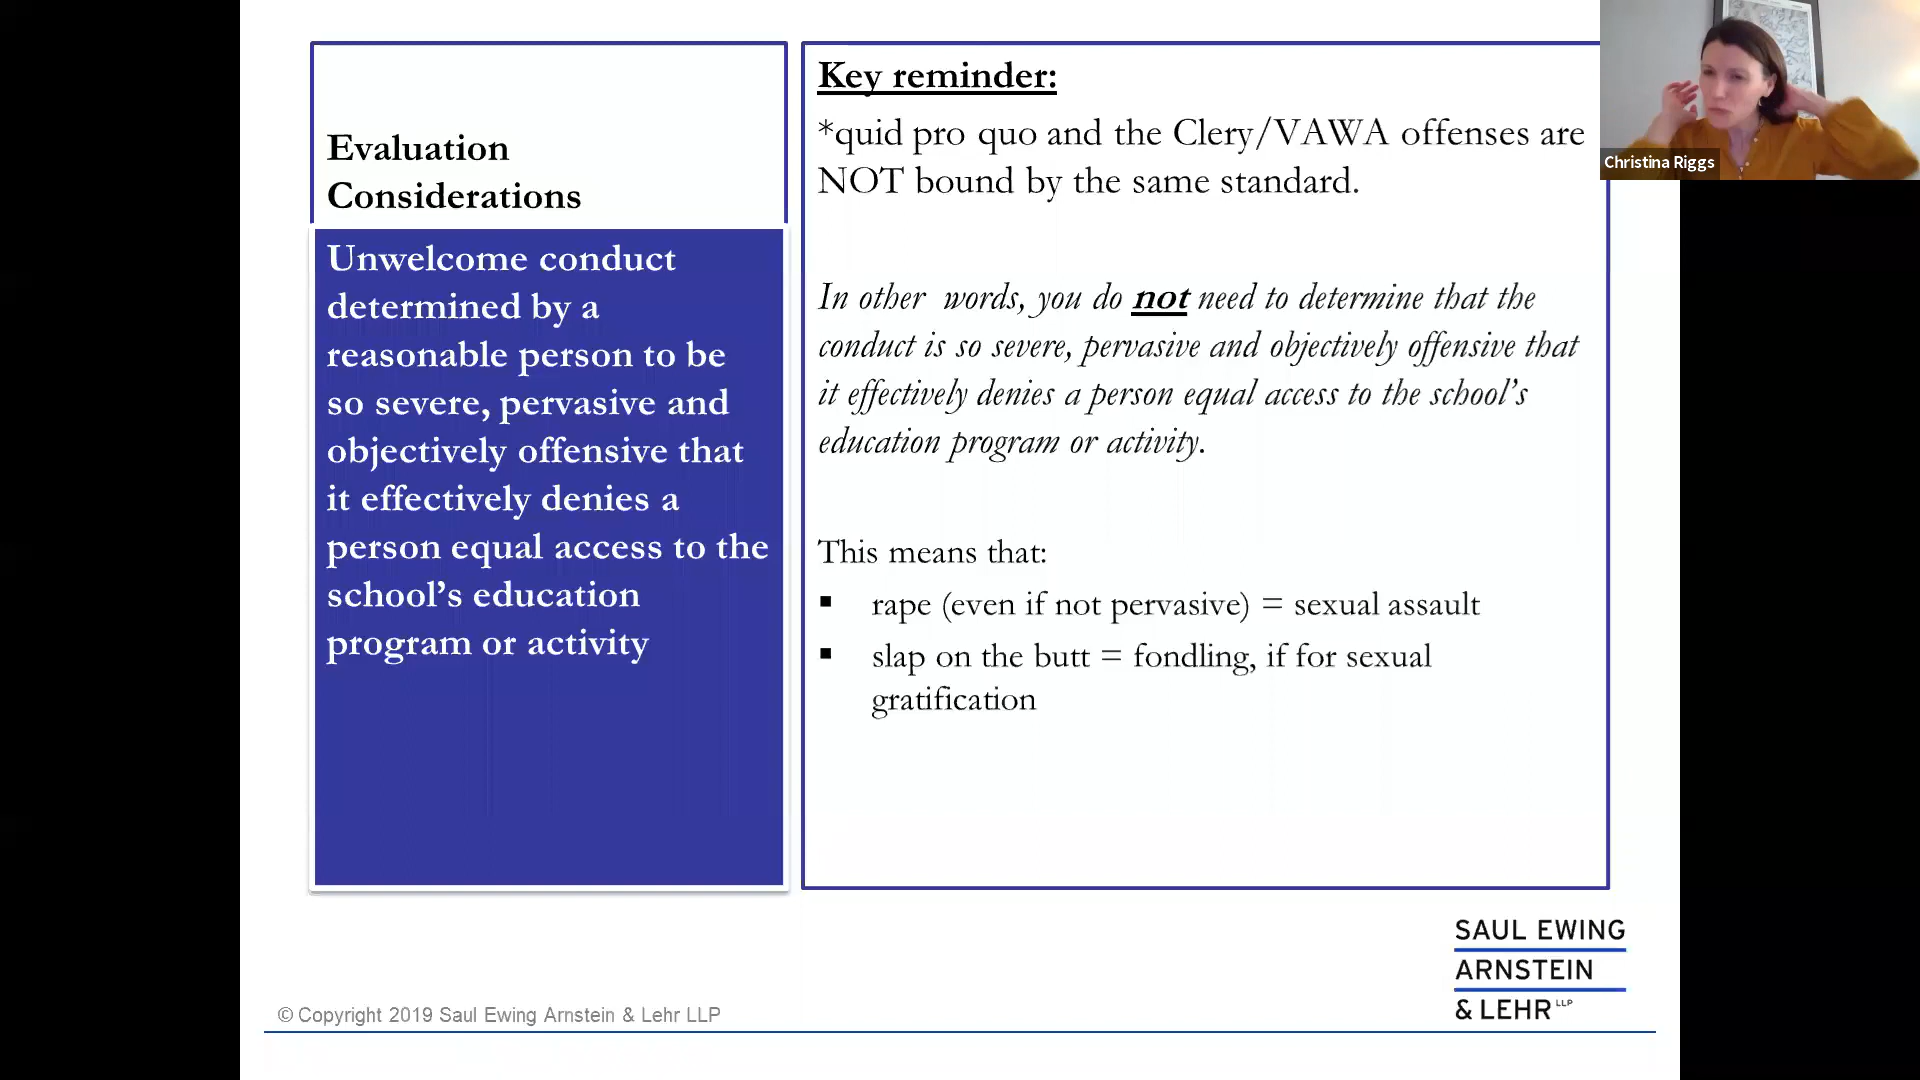 Evaluation
Considerations
Unwelcome conduct
determined by a
reasonable person to be
so severe, pervasive and
objectively offensive that
it effectively denies a
person equal access to the
school’s education
program or activity
Key reminder:
*quid pro quo and the Clery/VAWA offenses are
NOT bound by the same standard.
In other words, you do not need to determine that the
conduct is so severe, pervasive and objectively offensive that
it effectively denies a person equal access to the school’s
education program or activity.
This means that:
▪ rape (even if not pervasive) = sexual assault
▪ slap on the butt = fondling, if for sexual
gratification
Christina Riggs
SAUL EWING
ARNSTEIN
& LEHR LLP
© Copyright 2019 Saul Ewing Arnstein & Lehr LLP